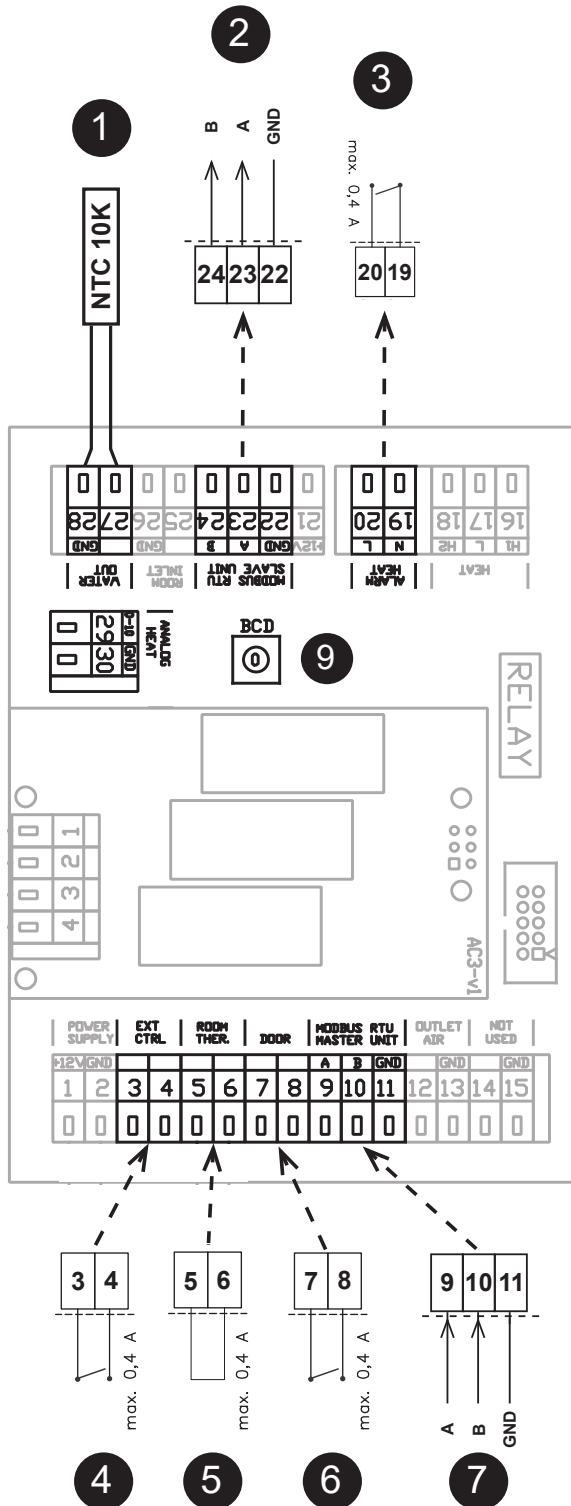 2
3
1
B
A
GND
max. 0,4 A
NTC 10K
24 23 22
20 19
28 27 26 25 24 23 22 21
20 19 18 17 16
GND GND B A GND +12V
L N H2 L H1
VATER
OUT
ROOM
INLET
MODBUS RTU
SLAVE UNIT
ALARM
HEAT
HEAT
29 30
0-10 GND
ANALOG
HEAT
BCD
9
RELAY
1
2
3
4
AC3-v1
POWER
SUPPLY
EXT
CTRL
ROOM
THER.
DOOR
MODBUS RTU
MASTER UNIT
OUTLET
AIR
NOT
USED
+12V GND A B GND GND GND
1 2 3 4 5 6 7 8 9 10 11 12 13 14 15
3 4
5 6
7 8
9 10 11
max. 0,4 A
max. 0,4 A
max. 0,4 A
A
B
GND
4
5
6
7